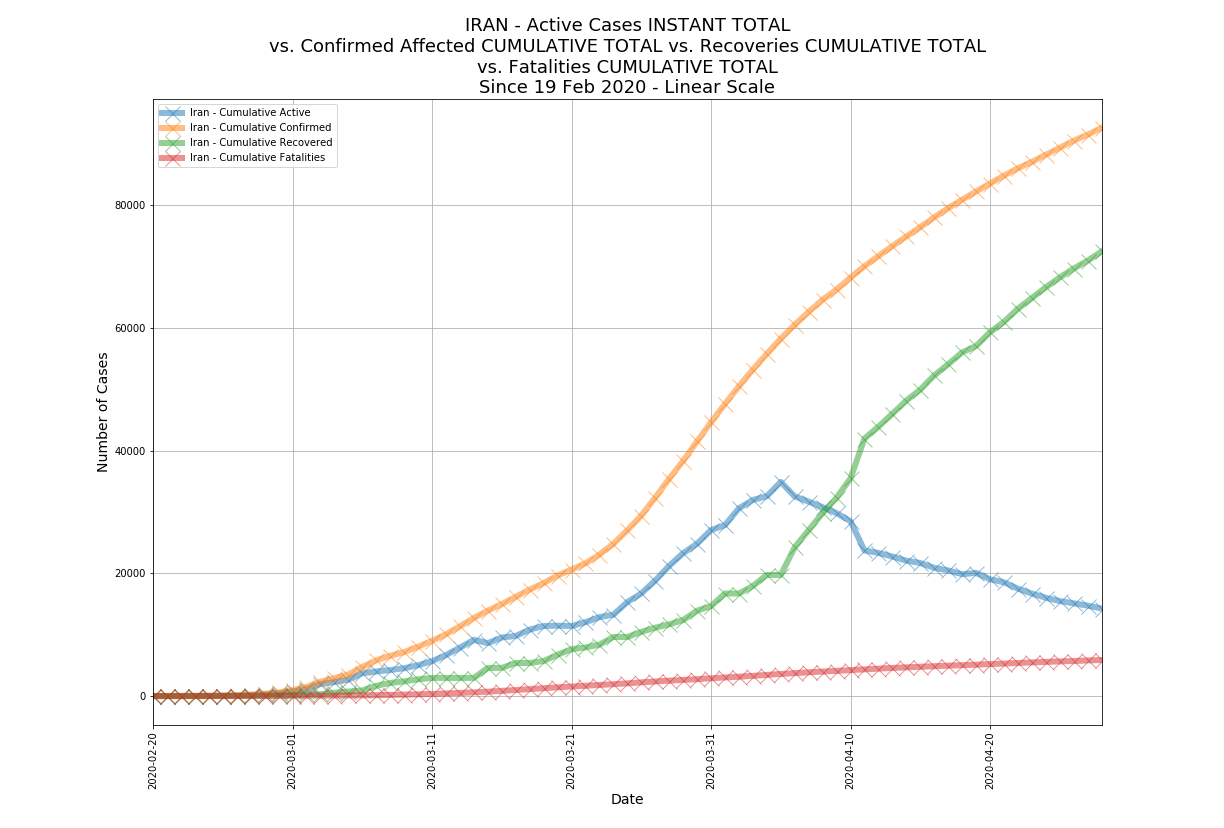 IRAN - Active Cases INSTANT TOTAL
vs. Confirmed Affected CUMULATIVE TOTAL vs. Recoveries CUMULATIVE TOTAL
vs. Fatalities CUMULATIVE TOTAL
Since 19 Feb 2020 - Linear Scale
Iran - Cumulative Active
Iran - Cumulative Confirmed
Iran - Cumulative Recovered
Iran - Cumulative Fatalities
Number of Cases
80000
60000
40000
20000
0
2020-02-20
2020-03-01
2020-03-11
2020-03-21
2020-03-31
2020-04-10
2020-04-20
Date